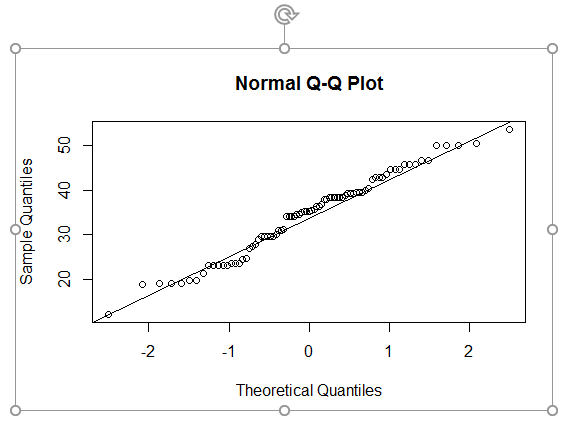 Normal Q-Q Plot
50
40
30
20
Sample Quantiles
-2 -1 0 1 2
Theoretical Quantiles